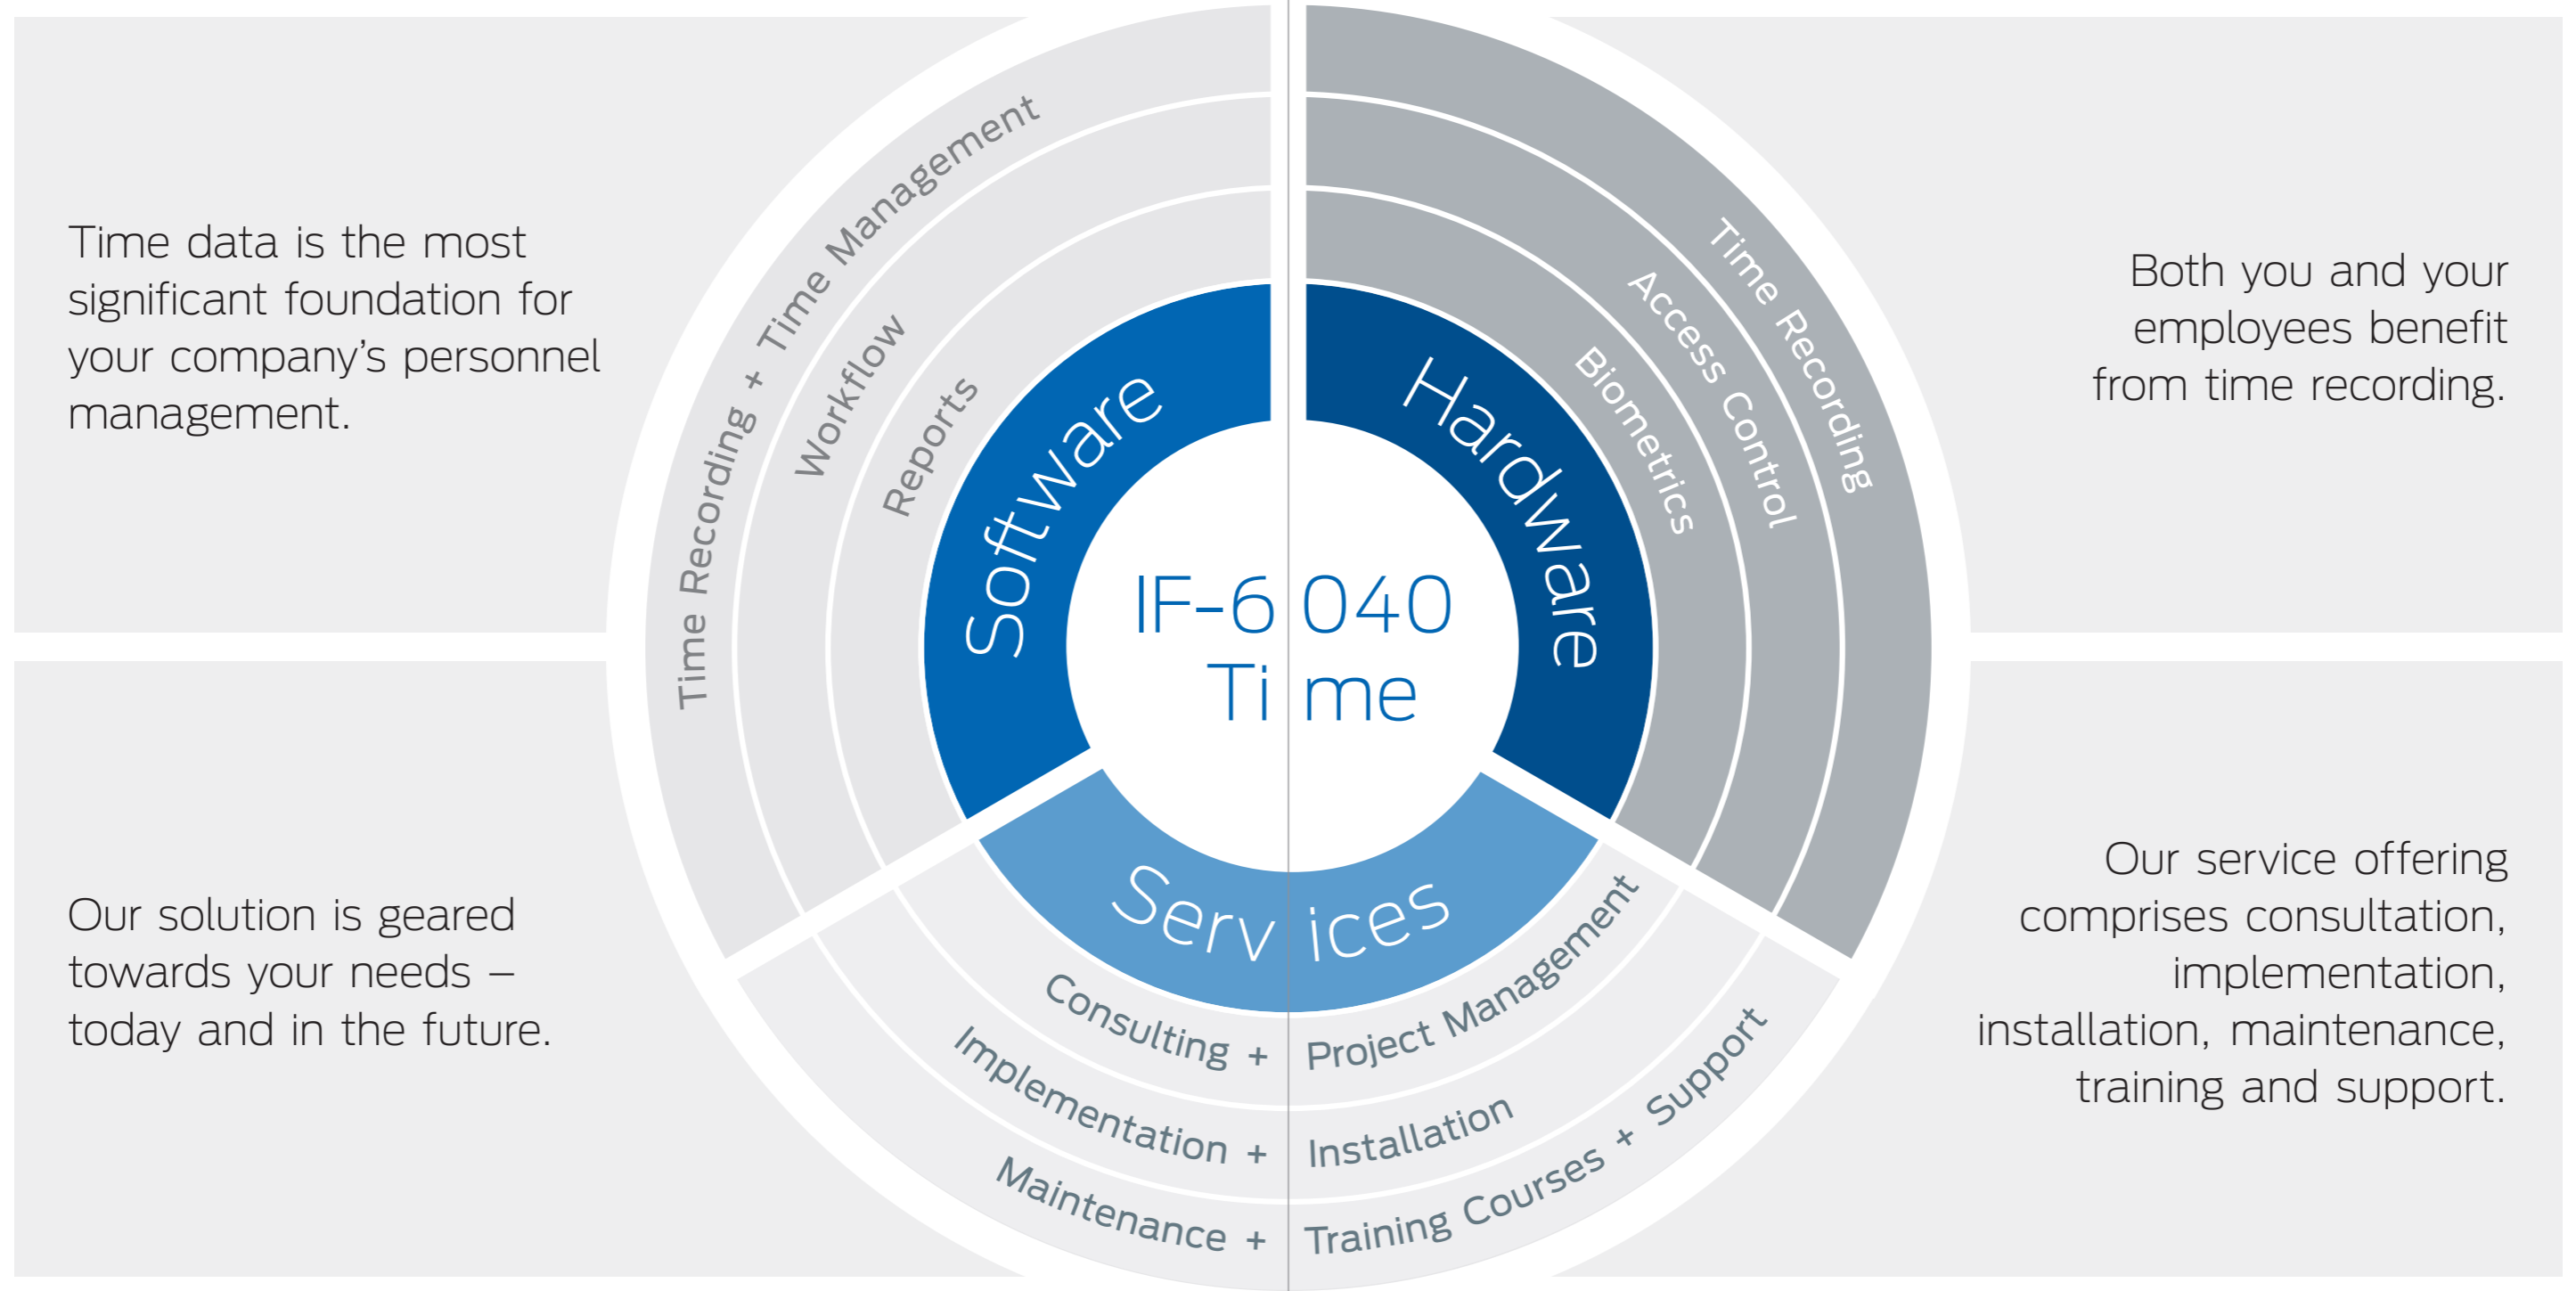 Time data is the most
significant foundation for
your company’s personnel
management.
Our solution is geared
towards your needs –
today and in the future.
Time Recording + Time Management
Workflow
Reports
Software
IF-6040
Time
Hardware
Biometrics
Access Control
Time Recording
Services
Consulting + Project Management
Implementation + Installation
Maintenance + Training Courses + Support
Both you and your
employees benefit
from time recording.
Our service offering
comprises consultation,
implementation,
installation, maintenance,
training and support.